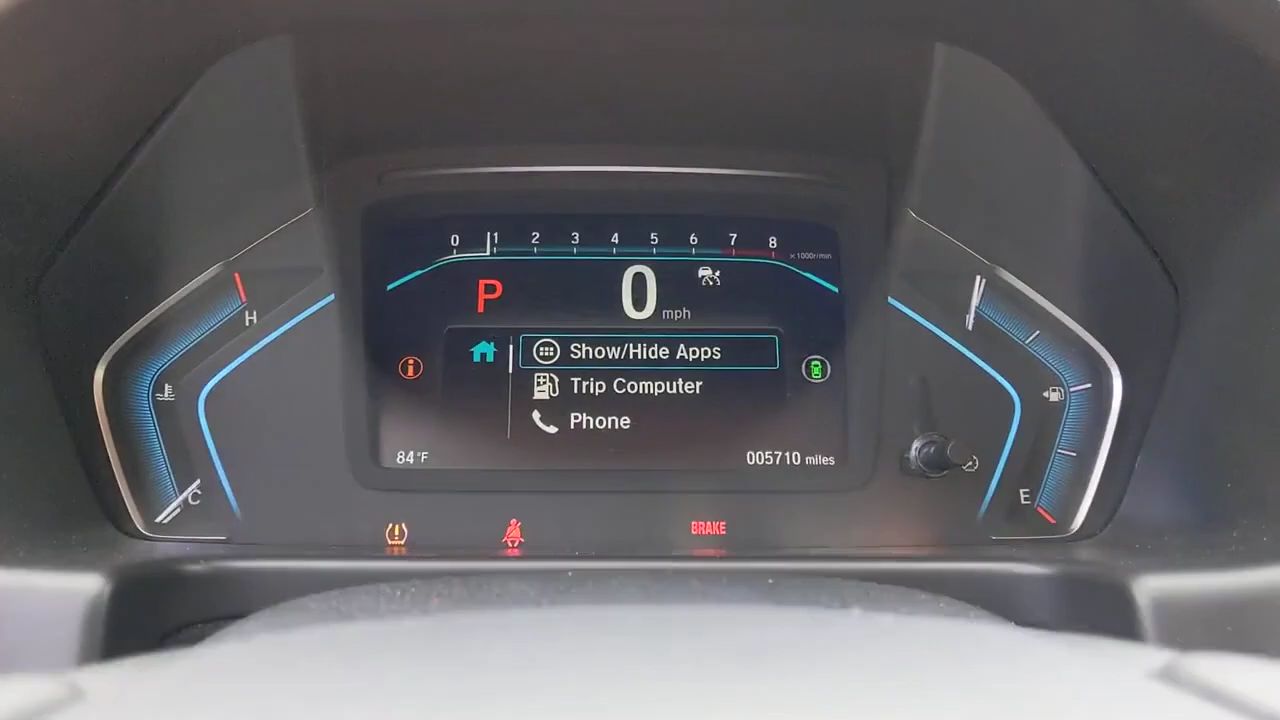 0 1 2 3 4 5 6 7 8
×1000r/min
P 0 mph
H
Show/Hide Apps
Trip Computer
Phone
84°F
005710 miles
C
E
BRAKE